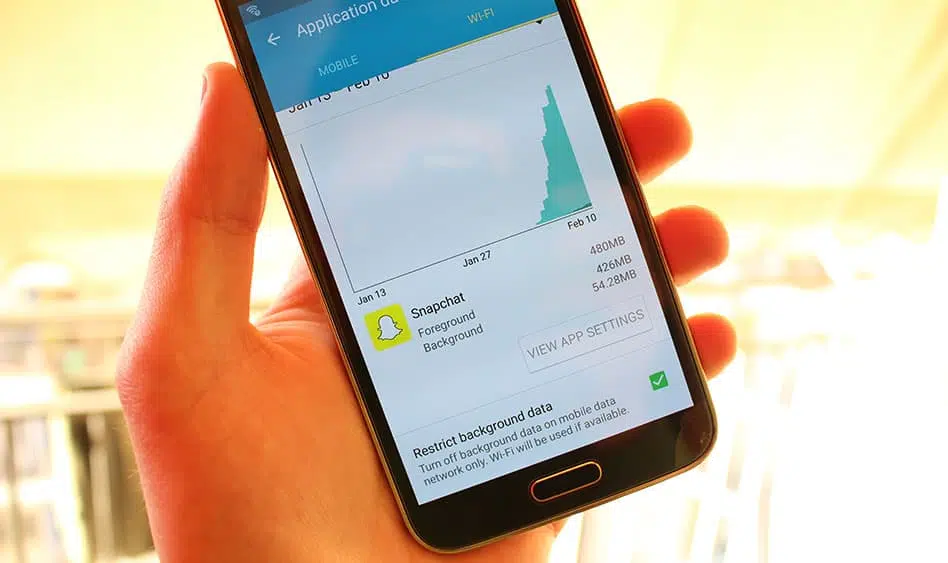 Application da
MOBILE
WI-FI
Jan 13 – Feb 10
Jan 13
Jan 27
Feb 10
Snapchat
480MB
Foreground
426MB
Background
54.28MB
VIEW APP SETTINGS
Restrict background data
Turn off background data on mobile data
network only. Wi-Fi will be used if available.